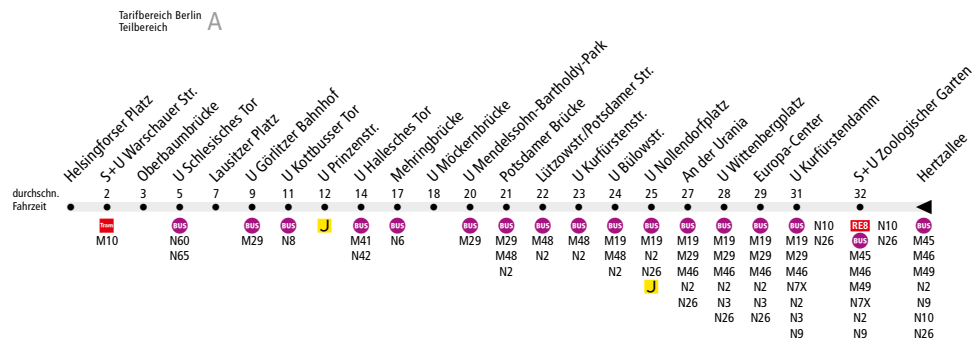 Tarifbereich Berlin
Teilbereich A
Helsingforser Platz
S+U Warschauer Str.
Oberbaumbrücke
U Schlesisches Tor
Lausitzer Platz
U Görlitzer Bahnhof
U Kottbusser Tor
U Prinzenstr.
U Hallesches Tor
Mehringbrücke
U Möckernbrücke
U Mendelssohn-Bartholdy-Park
Potsdamer Brücke
Lützowstr./Potsdamer Str.
U Kurfürstenstr.
U Bülowstr.
U Nollendorfplatz
An der Urania
U Wittenbergplatz
Europa-Center
U Kurfürstendamm
S+U Zoologischer Garten
Hertzallee
durchschn. 2 3 5 7 9 11 12 14 17 18 20 21 22 23 24 25 27 28 29 31 32
Fahrzeit
Tram BUS BUS BUS J BUS BUS BUS BUS BUS BUS BUS BUS BUS BUS BUS BUS N10 RE8 N10 BUS
M10 N60 M29 N8 M41 N6 M29 M29 M48 M48 M19 M19 M19 M19 M19 M19 N26 BUS N26 M45
N65 N42 M48 N2 N2 M48 N2 M29 M29 M29 M29 M45 M46
N2 N2 N26 M46 M46 M46 M46 M46 M49
J N2 N2 N2 N7X M49 N2
N26 N3 N3 N2 N7X N9
N26 N26 N3 N2 N10
N9 N9 N26